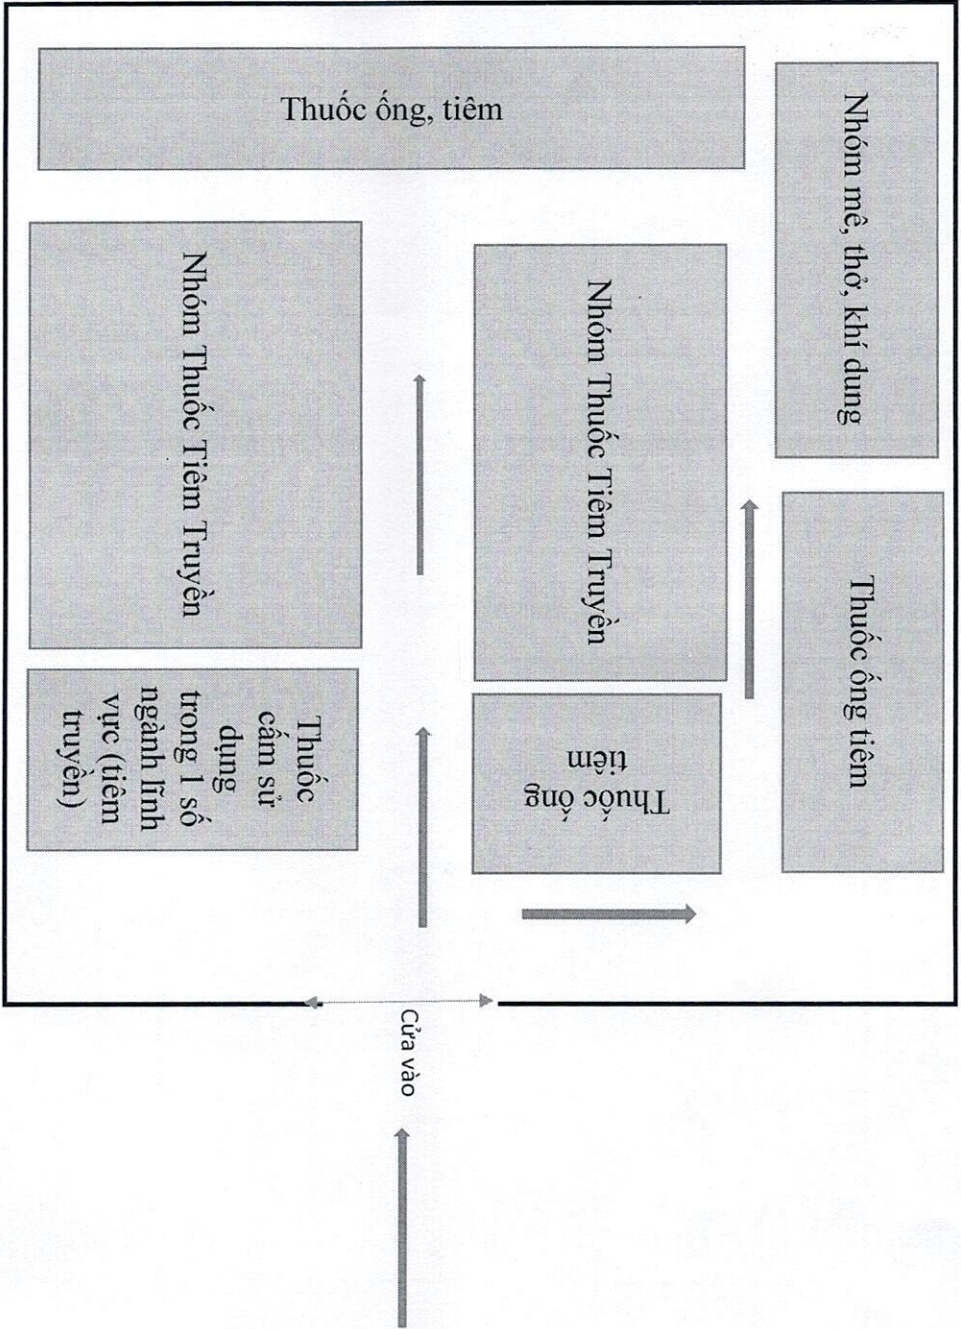 Thuốc ống, tiêm
Nhóm mê, thở, khí dung
Nhóm Thuốc Tiêm Truyền
Nhóm Thuốc Tiêm Truyền
Thuốc ống tiêm
Thuốc
cấm sử
dụng
trong 1 số
ngành lĩnh
vực (tiêm
truyền)
Thuốc ống
tiêm
Cửa vào